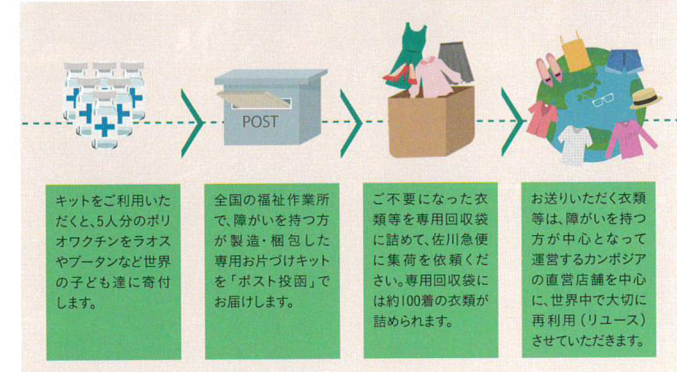 POST
キットをご利用いた
だくと、5人分のポリ
オワクチンをラオス
やブータンなど世界
の子ども達に寄付
します。
全国の福祉作業所
で、障がいを持つ方
が製造・梱包した
専用お片づけキット
を「ポスト投函」で
お届けします。
ご不要になった衣
類等を専用回収袋
に詰めて、佐川急便
に集荷を依頼くだ
さい。専用回収袋に
は約100着の衣類が
詰められます。
お送りいただく衣類
等は、障がいを持つ
方が中心となって
運営するカンボジア
の直営店舗を中心
に、世界中で大切に
再利用（リユース）
させていただきます。